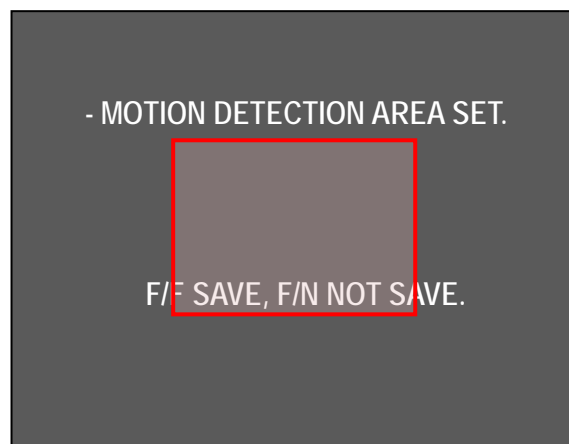 - MOTION DETECTION AREA SET.
F/F SAVE, F/N NOT SAVE.